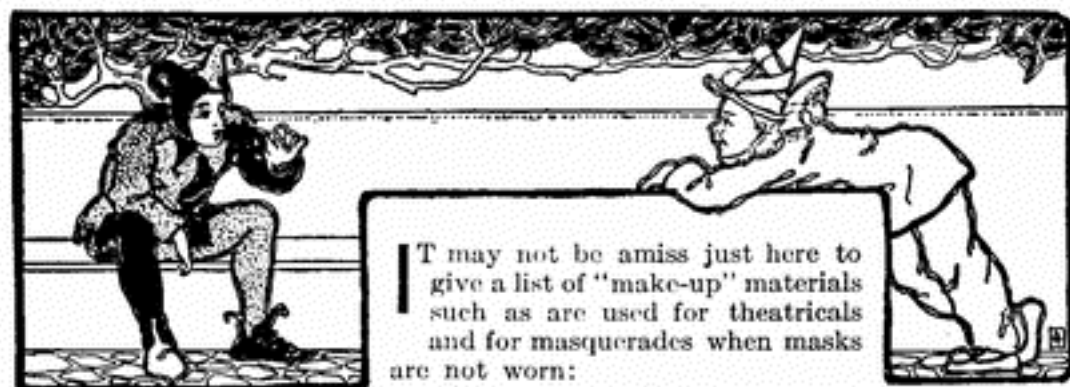 IT may not be amiss just here to
give a list of "make-up" materials
such as are used for theatricals
and for masquerades when masks
are not worn: